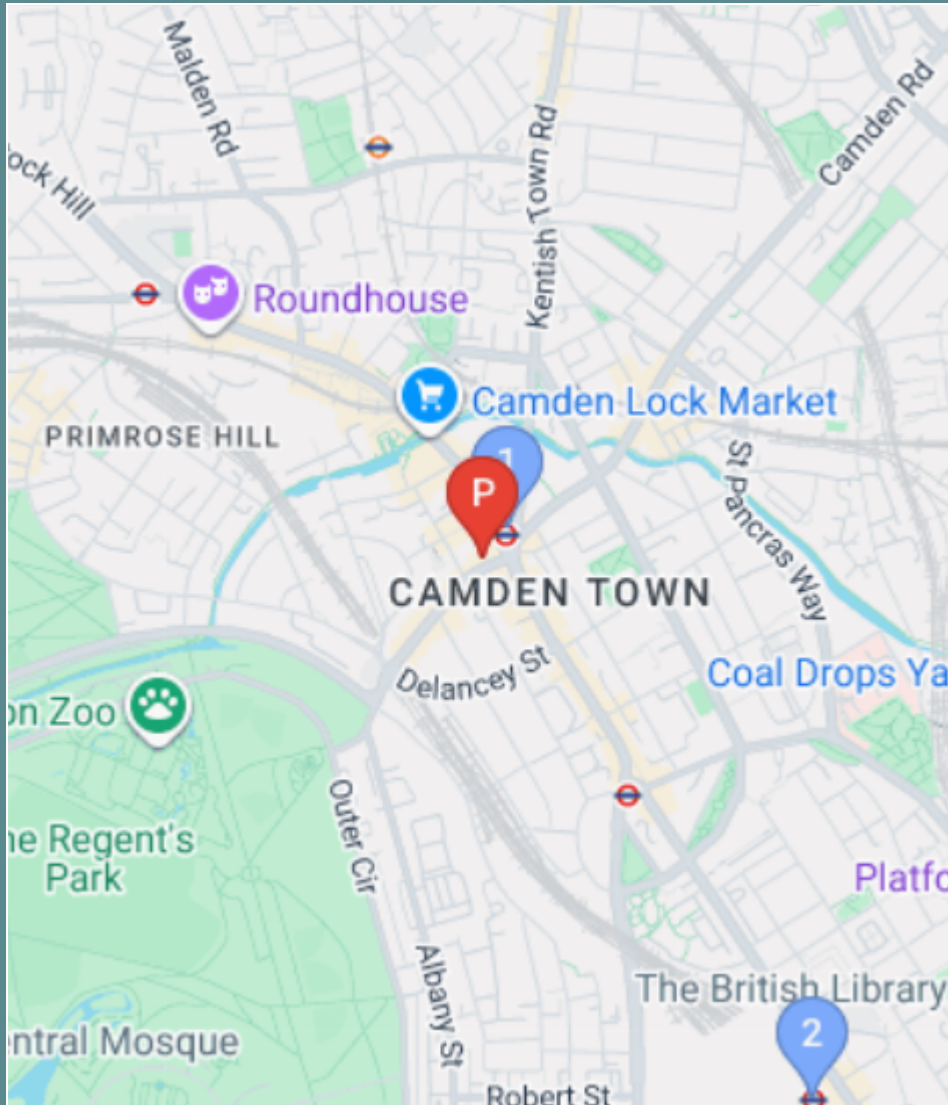 Malden Rd
ock Hill
Kentish Town Rd
Camden Rd
Roundhouse
Camden Lock Market
PRIMROSE HILL
1
P
St Pancras Way
CAMDEN TOWN
Delancey St
Coal Drops Ya
on Zoo
Outer Cir
he Regent's
Park
Platfo
Albany St
The British Library
2
entral Mosque
Robert St